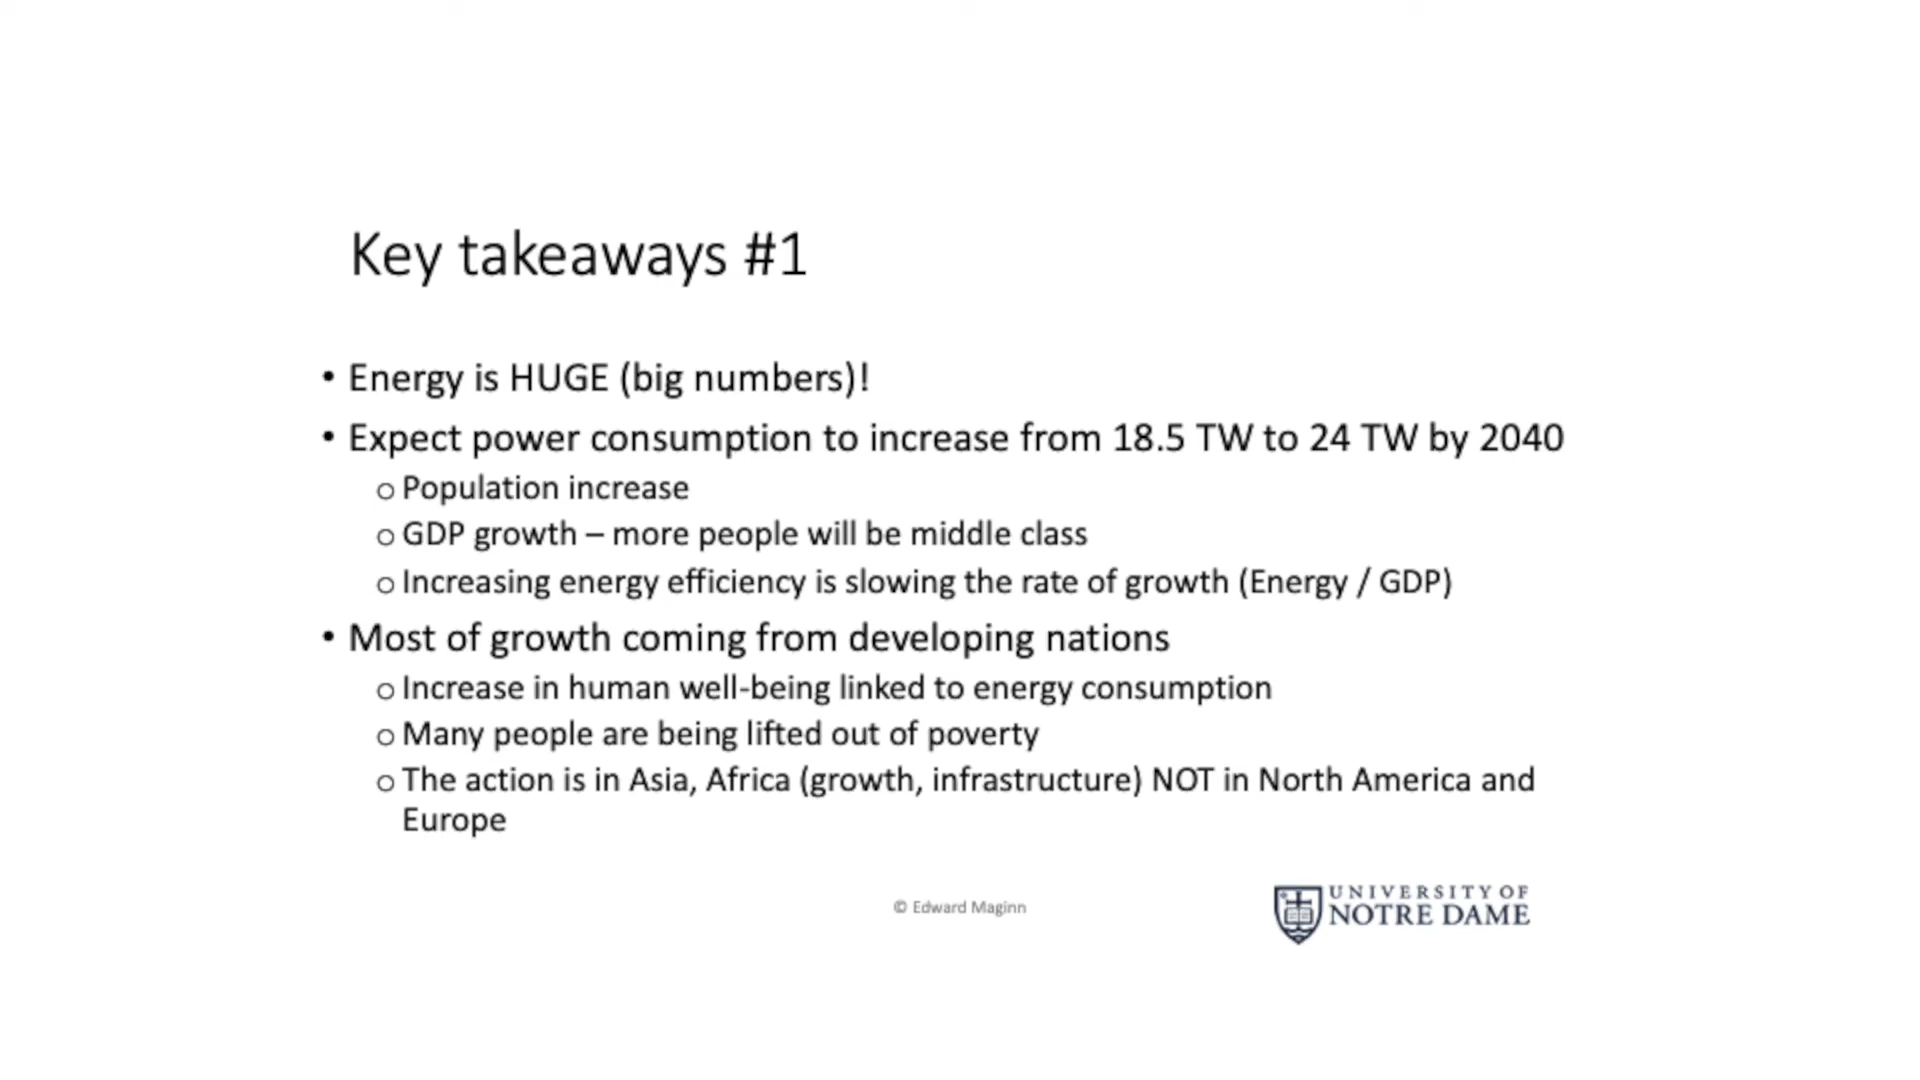 Key takeaways #1
• Energy is HUGE (big numbers)!
• Expect power consumption to increase from 18.5 TW to 24 TW by 2040
o Population increase
o GDP growth – more people will be middle class
o Increasing energy efficiency is slowing the rate of growth (Energy / GDP)
• Most of growth coming from developing nations
o Increase in human well-being linked to energy consumption
o Many people are being lifted out of poverty
o The action is in Asia, Africa (growth, infrastructure) NOT in North America and
Europe
© Edward Maginn
UNIVERSITY OF
NOTRE DAME